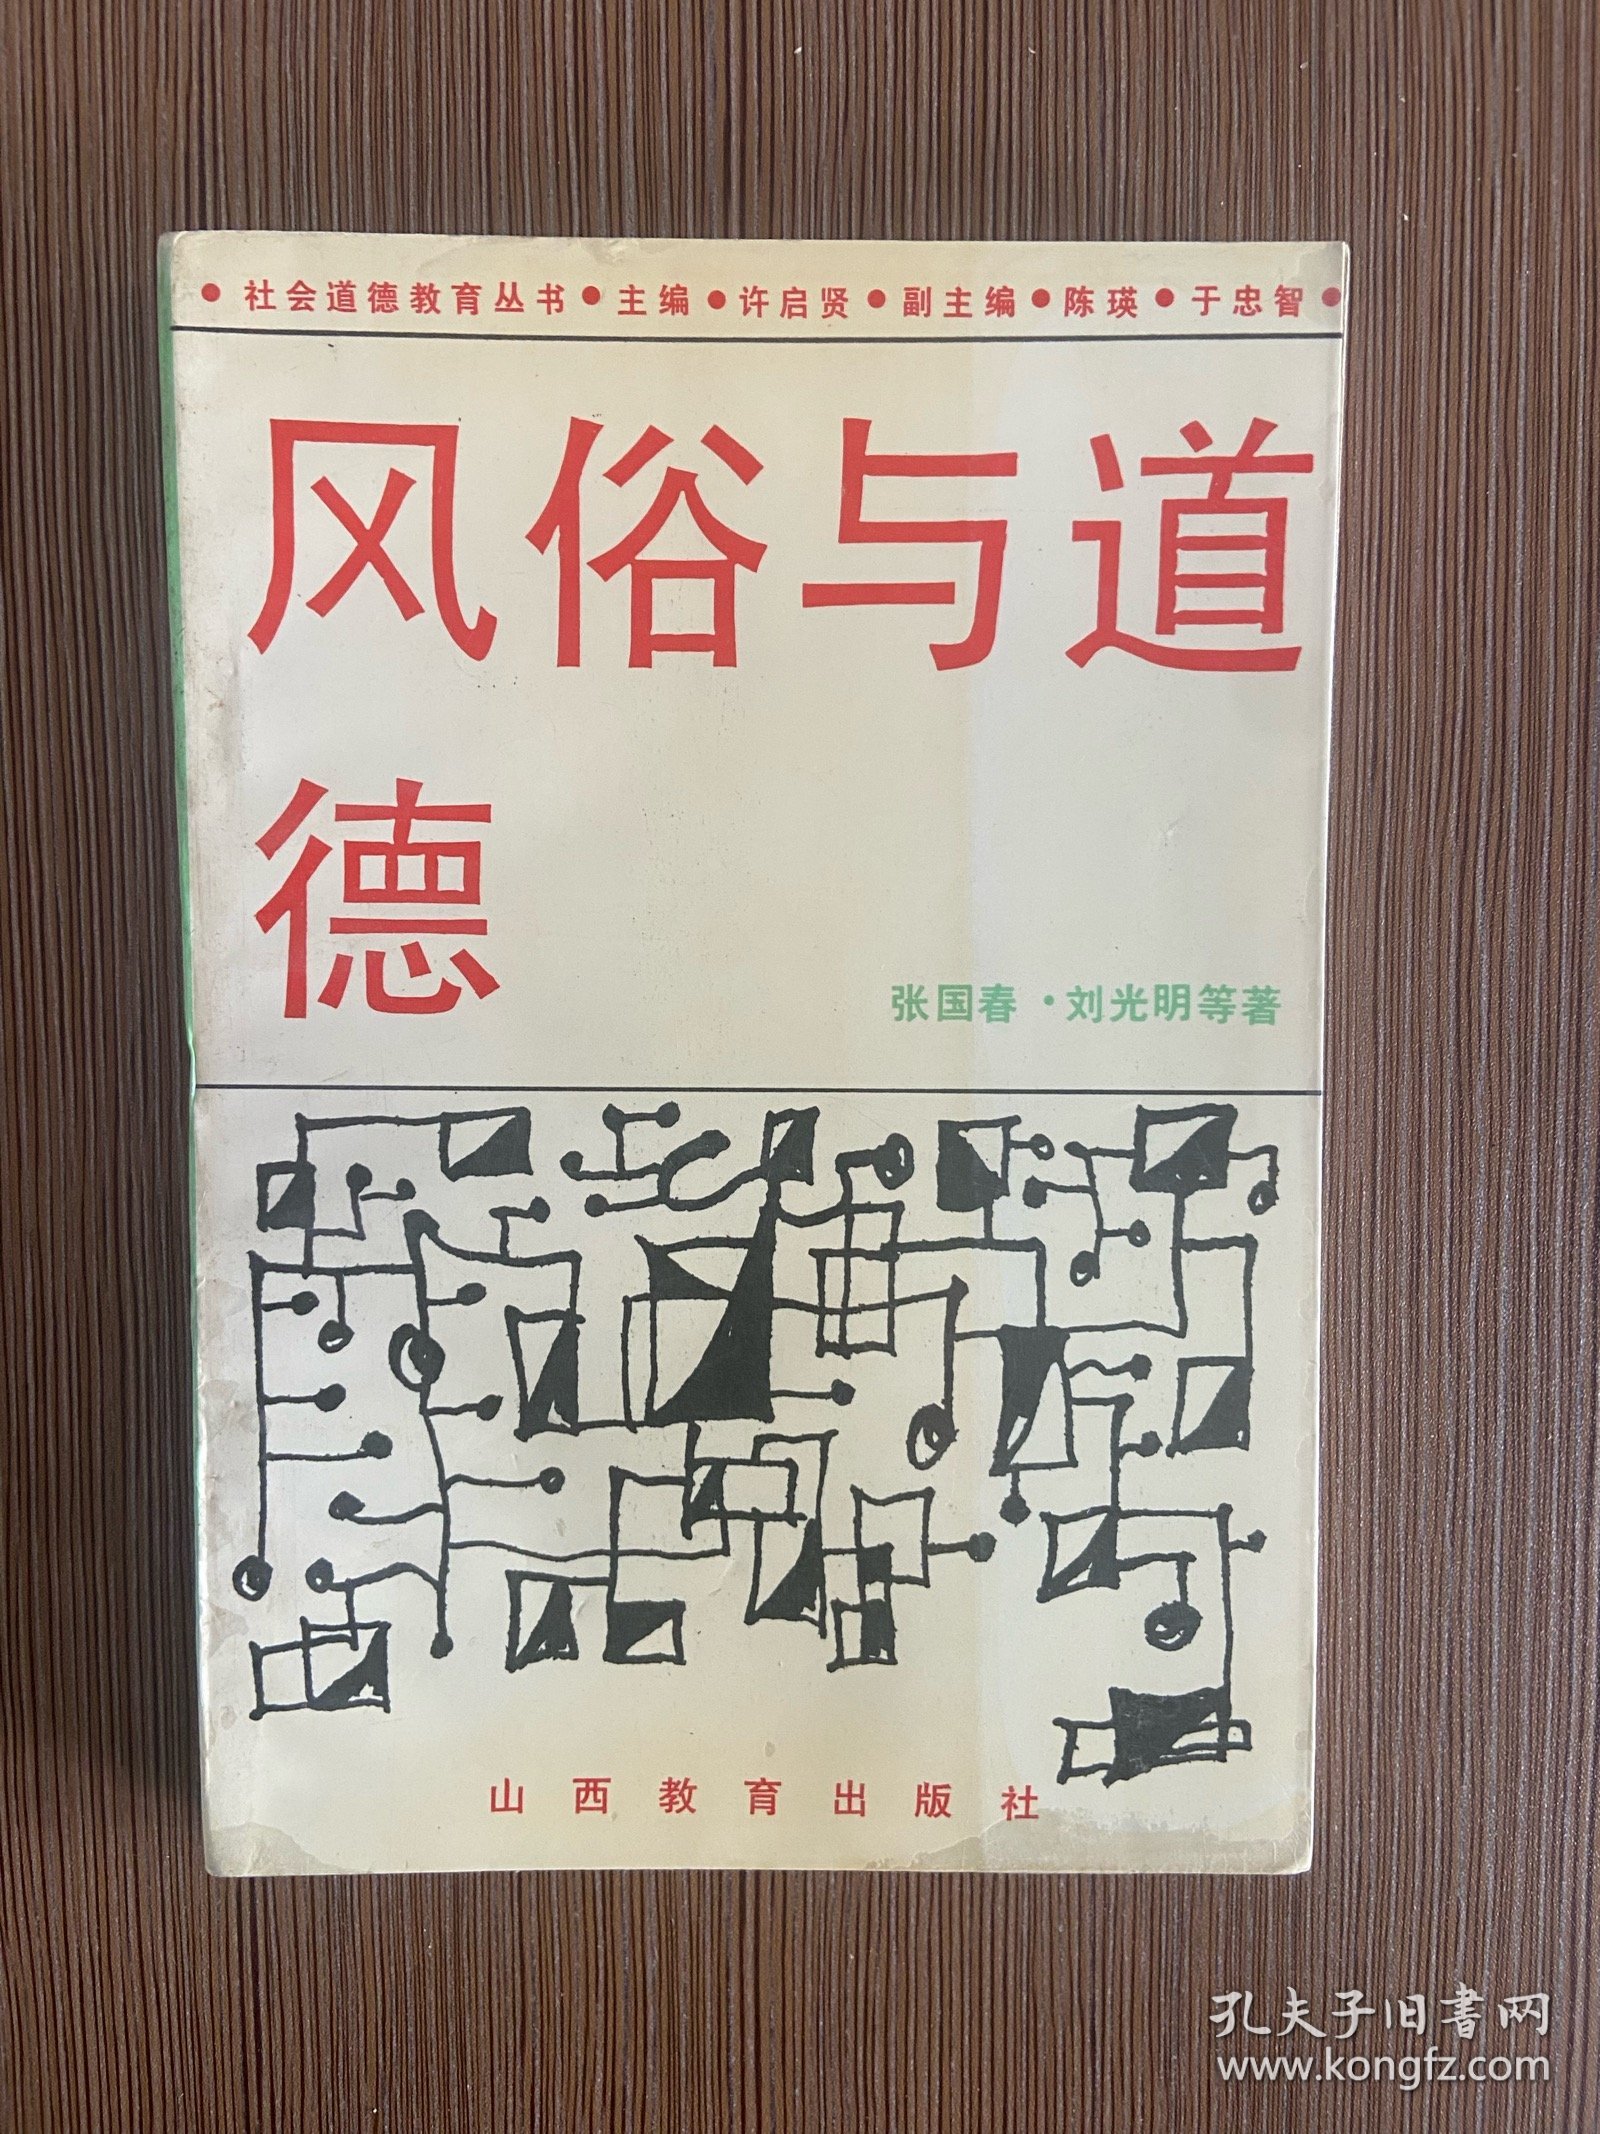 ●社会道德教育丛书●主编●许启贤●副主编●陈瑛●于忠智●
风俗与道
德
张国春·刘光明等著
山西教育出版社
孔夫子旧书网
www.kongfz.com